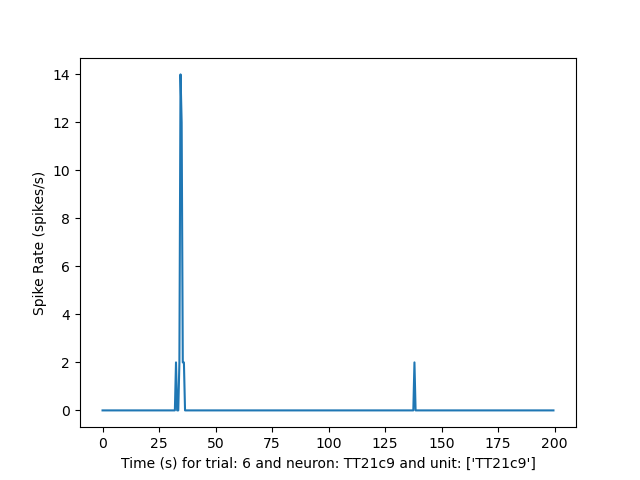 14
12
10
8
6
4
2
0
Spike Rate (spikes/s)
0 25 50 75 100 125 150 175 200
Time (s) for trial: 6 and neuron: TT21c9 and unit: ['TT21c9']